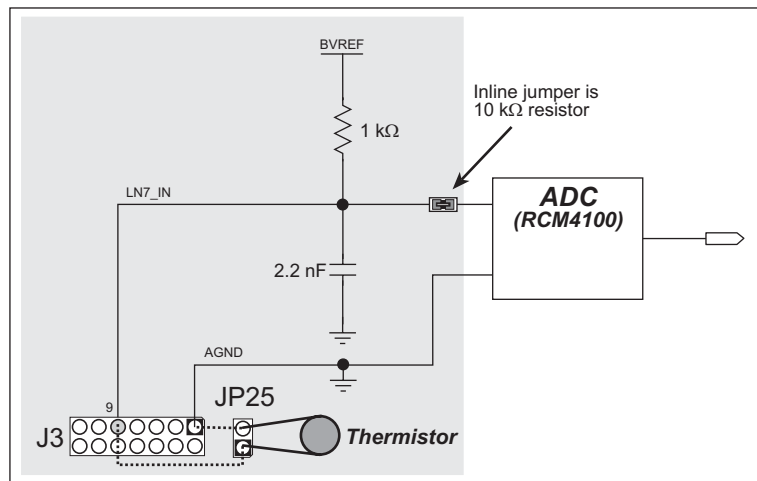 BVREF
Inline jumper is
10 kΩ resistor
1 kΩ
LN7_IN
ADC
(RCM4100)
2.2 nF
AGND
9
JP25
J3
Thermistor